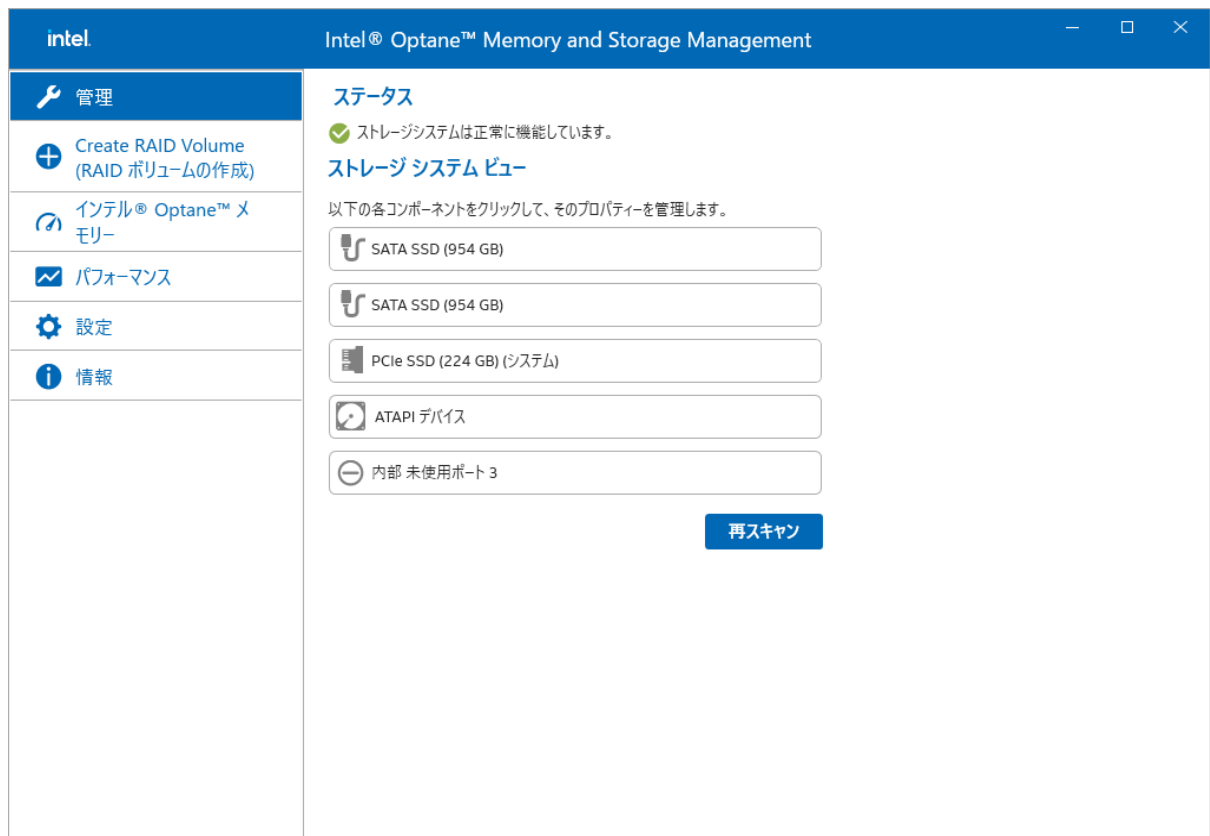 intel.
Intel® Optane™ Memory and Storage Management
管理
Create RAID Volume
(RAID ボリュームの作成)
インテル® Optane™ メ
モリー
パフォーマンス
設定
情報
ステータス
ストレージシステムは正常に機能しています。
ストレージ システム ビュー
以下の各コンポーネントをクリックして、そのプロパティーを管理します。
SATA SSD (954 GB)
SATA SSD (954 GB)
PCIe SSD (224 GB) (システム)
ATAPI デバイス
内部 未使用ポート 3
再スキャン